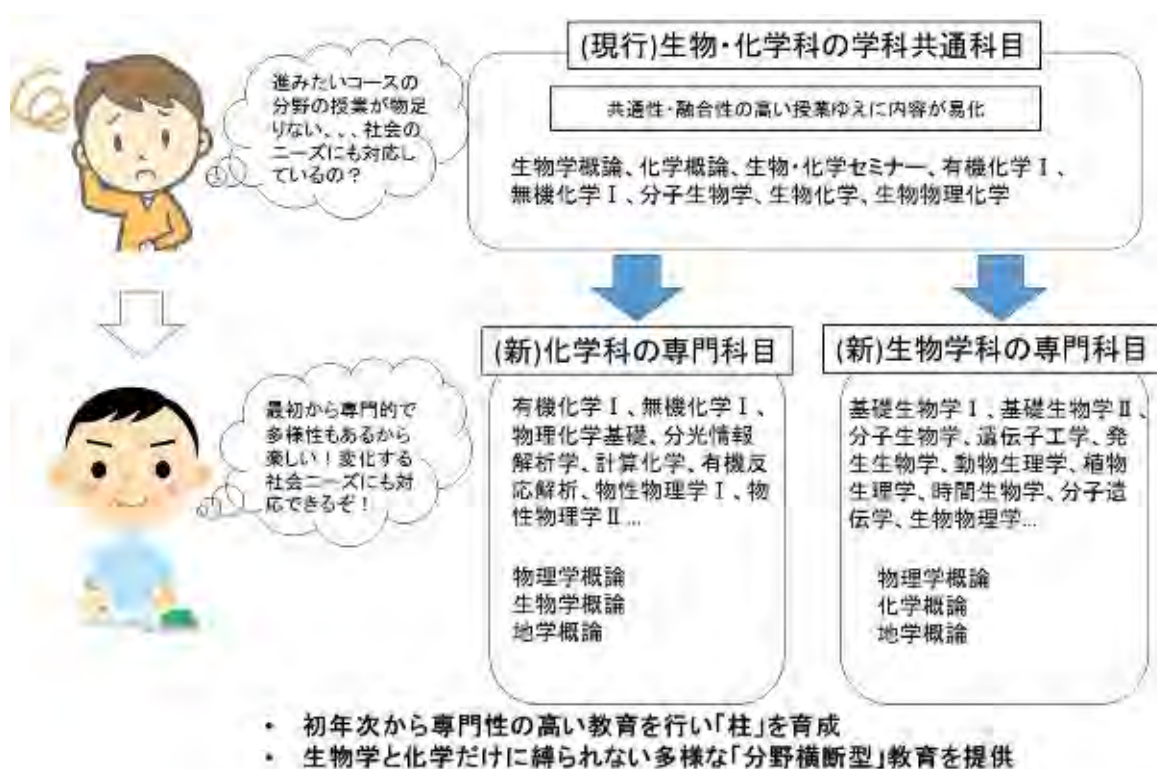 (現行)生物・化学科の学科共通科目
進みたいコースの
分野の授業が物足
りない、、、社会の
ニーズにも対応し
ているの？
共通性・融合性の高い授業ゆえに内容が易化
生物学概論、化学概論、生物・化学セミナー、有機化学Ⅰ、
無機化学Ⅰ、分子生物学、生物化学、生物物理化学
最初から専門的で
多様性もあるから
楽しい！変化する
社会ニーズにも対
応できるぞ！
(新)化学科の専門科目
有機化学Ⅰ、無機化学Ⅰ、
物理化学基礎、分光情報
解析学、計算化学、有機反
応解析、物性物理学Ⅰ、物
性物理学Ⅱ…
物理学概論
生物学概論
地学概論
(新)生物学科の専門科目
基礎生物学Ⅰ、基礎生物学Ⅱ、
分子生物学、遺伝子工学、発
生生物学、動物生理学、植物
生理学、時間生物学、分子遺
伝学、生物物理学…
物理学概論
化学概論
地学概論
• 初年次から専門性の高い教育を行い「柱」を育成
• 生物学と化学だけに縛られない多様な「分野横断型」教育を提供